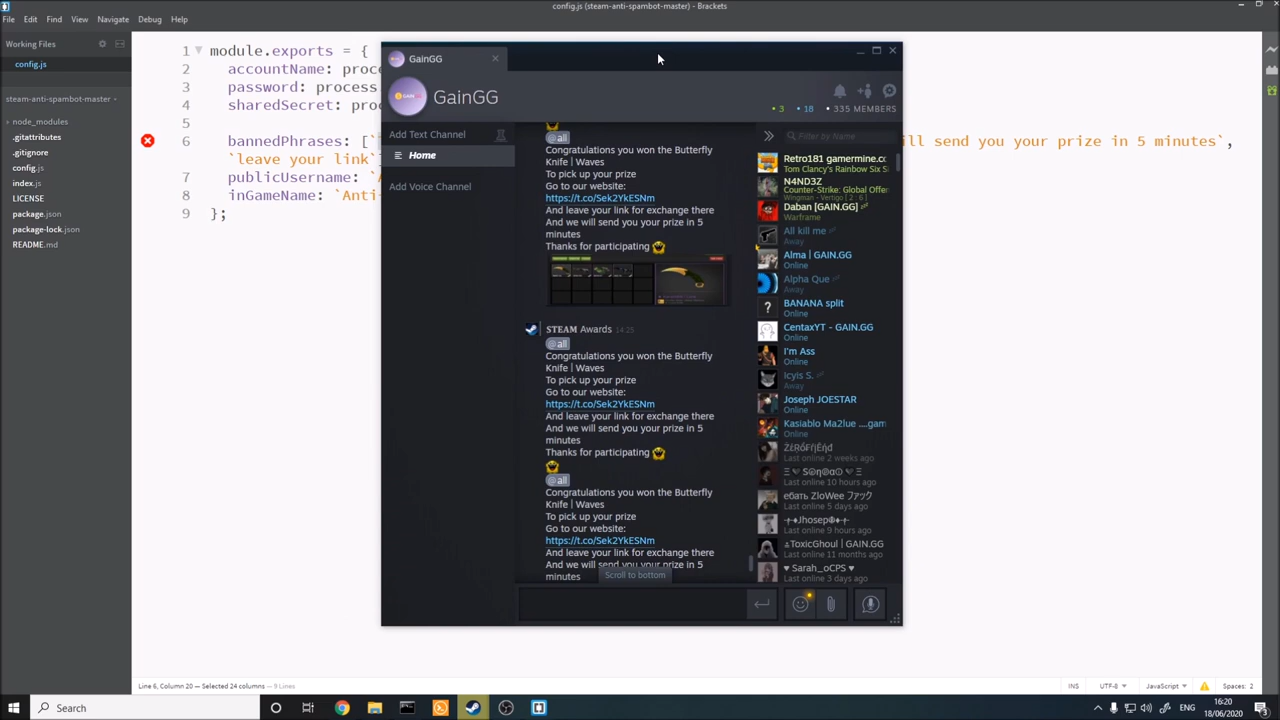 config.js (steam-anti-spambot-master) - Brackets
File Edit Find View Navigate Debug Help
Working Files
config.js
steam-anti-spambot-master
node_modules
.gitattributes
.gitignore
config.js
index.js
LICENSE
package.json
package-lock.json
README.md
1 module.exports = {
2 accountName: proce
3 password: process
4 sharedSecret: pro
5
6 bannedPhrases: [`
ill send you your prize in 5 minutes`,
`leave your link`]
7 publicUsername: `A
8 inGameName: `Anti
9 };
GainGG
GainGG
3 18 335 MEMBERS
Add Text Channel
Home
Add Voice Channel
@all
Congratulations you won the Butterfly
Knife | Waves
To pick up your prize
Go to our website:
https://t.co/Sek2YkESNm
And leave your link for exchange there
And we will send you your prize in 5
minutes
Thanks for participating
STEAM Awards 14:25
@all
Congratulations you won the Butterfly
Knife | Waves
To pick up your prize
Go to our website:
https://t.co/Sek2YkESNm
And leave your link for exchange there
And we will send you your prize in 5
minutes
Thanks for participating
@all
Congratulations you won the Butterfly
Knife | Waves
To pick up your prize
Go to our website:
https://t.co/Sek2YkESNm
And leave your link for exchange there
And we will send you your prize in 5
minutes
Scroll to bottom
Filter by Name
Retro181 gamermine.cc
Tom Clancy's Rainbow Six Si
N4ND3Z
Counter-Strike: Global Offer
Wingman - Vertigo [ 2 : 6 ]
Daban [GAIN.GG]
Warframe
All kill me
Away
Alma | GAIN.GG
Online
Alpha Que
Away
BANANA split
Online
CentaxYT - GAIN.GG
Online
I'm Ass
Online
Icyis S.
Away
Joseph JOESTAR
Online
Kasiablo Ma2lue ....gam
Online
Last online 2 weeks ago
Last online 10 hours ago
ебать ZloWee ファック
Last online 5 days ago
Last online 9 hours ago
ToxicGhoul | GAIN.GG
Last online 11 months ago
♥ Sarah_oCPS ♥
Last online 3 days ago
Line 6, Column 20 — Selected 24 columns — 9 Lines
INS UTF-8 JavaScript Spaces: 2
Search
ENG
16:20
18/06/2020
3